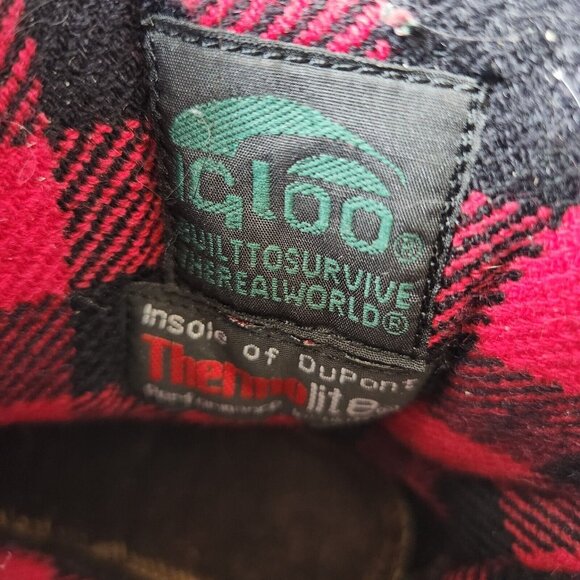 IGLOO®
BUILTTOSURVIVE
THEREALWORLD®
Insole of DuPont
Thermolite